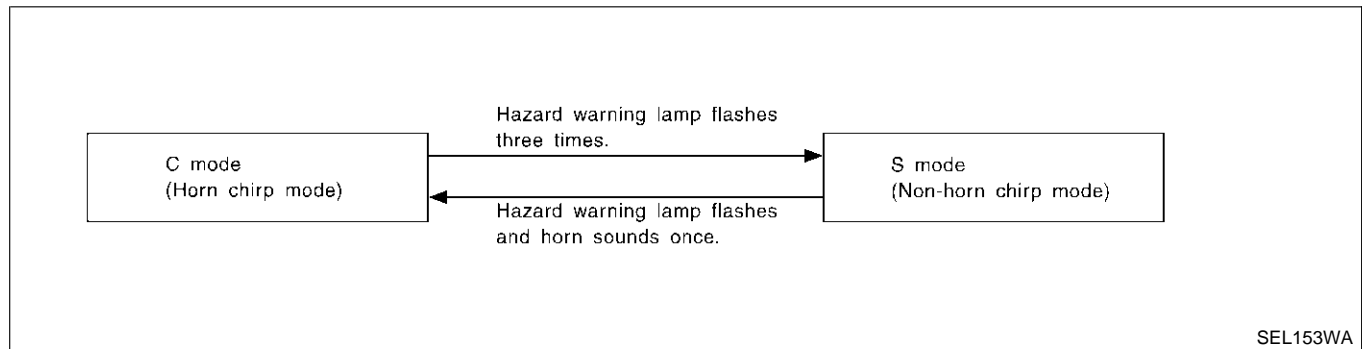 Hazard warning lamp flashes
three times.
C mode
(Horn chirp mode)
S mode
(Non-horn chirp mode)
Hazard warning lamp flashes
and horn sounds once.
SEL153WA